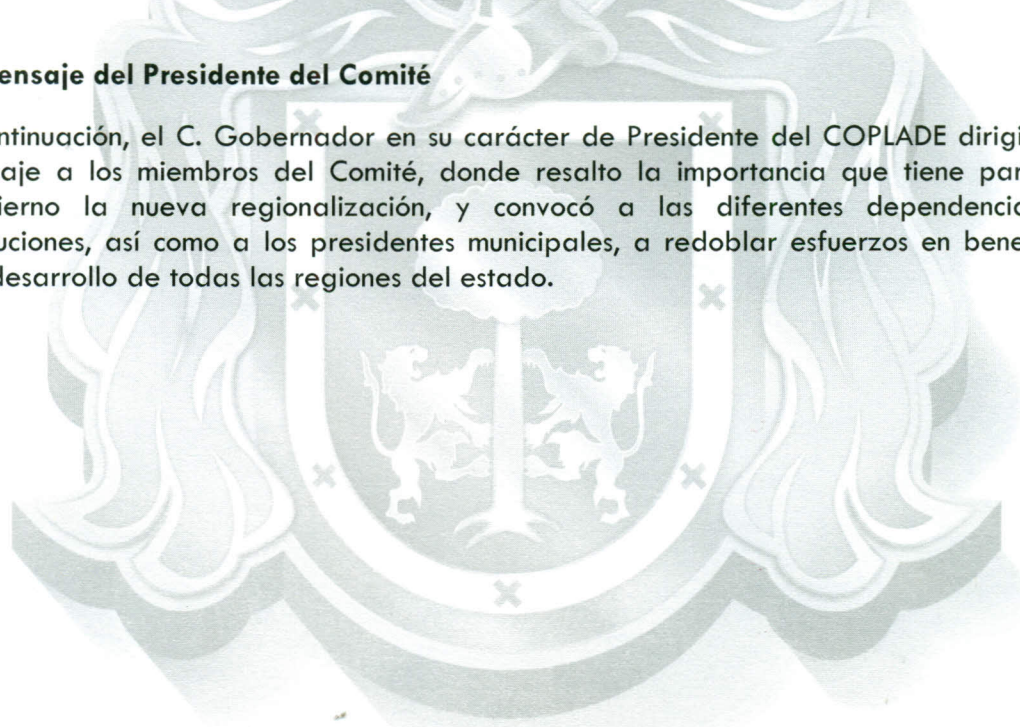 ensaje del Presidente del Comité
ntinuación, el C. Gobernador en su carácter de Presidente del COPLADE dirigi
aje a los miembros del Comité, donde resalto la importancia que tiene par
ierno la nueva regionalización, y convocó a las diferentes dependencia
uciones, así como a los presidentes municipales, a redoblar esfuerzos en bene
desarrollo de todas las regiones del estado.